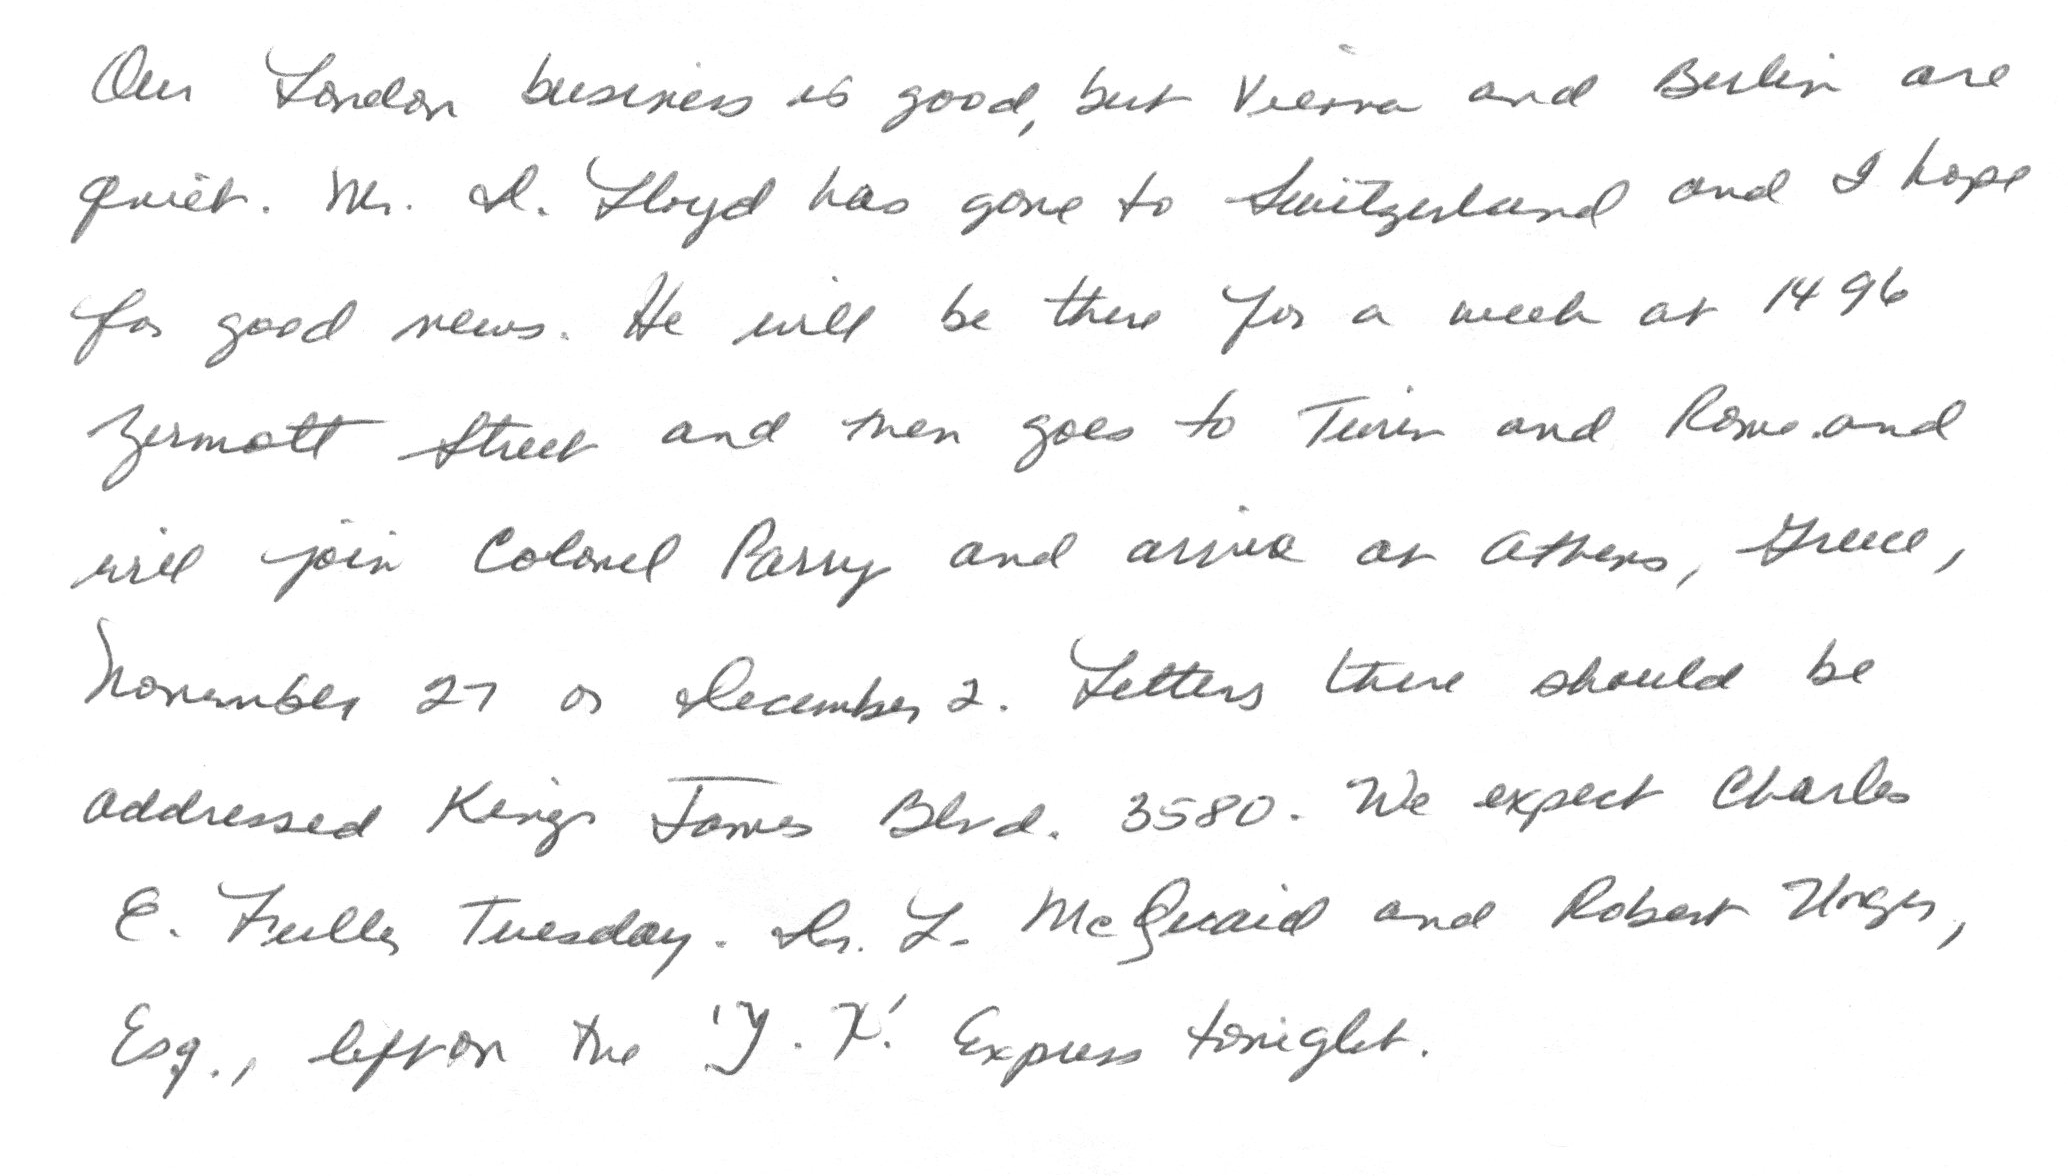 Our London business is good, but Vienna and Berlin are
quiet. Mr. D. Lloyd has gone to Switzerland and I hope
for good news. He will be there for a week at 1496
Zermott Street and then goes to Turin and Rome and
will join Colonel Parry and arrive at Athens, Greece,
November 27 or December 2. Letters there should be
addressed King James Blvd. 3580. We expect Charles
E. Fuller Tuesday. Dr. L. McQuaid and Robert Unger,
Esq., left on the 'Y. X.' Express tonight.